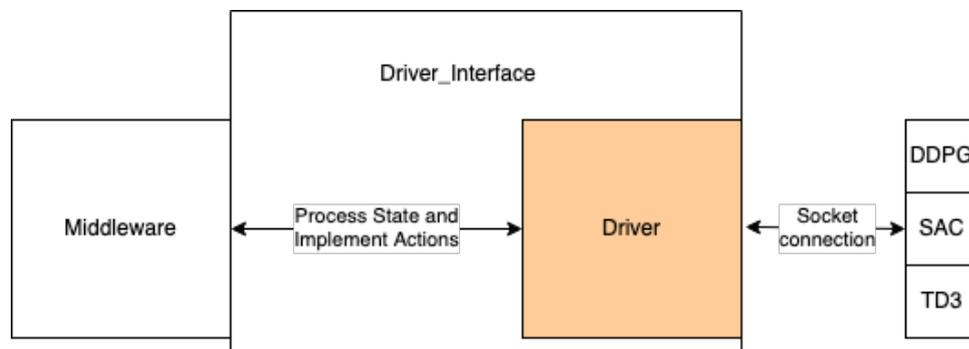 Driver_Interface
Middleware
Process State and
Implement Actions
Driver
Socket
connection
DDPG
SAC
TD3